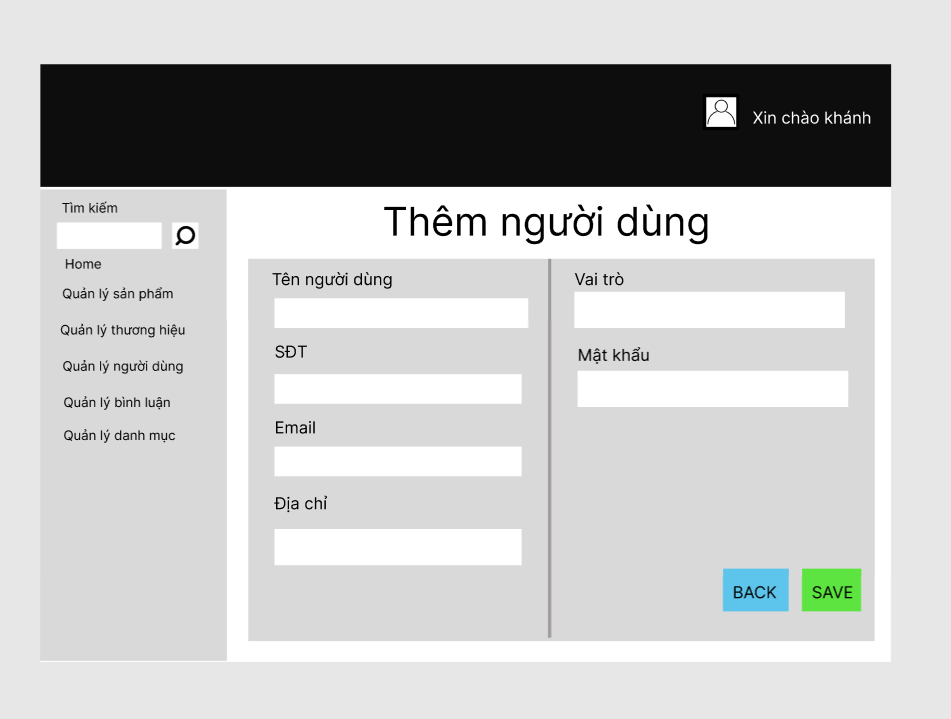 Xin chào khánh
Tìm kiếm
Home
Quản lý sản phẩm
Quản lý thương hiệu
Quản lý người dùng
Quản lý bình luận
Quản lý danh mục
Thêm người dùng
Tên người dùng
SĐT
Email
Địa chỉ
Vai trò
Mật khẩu
BACK
SAVE